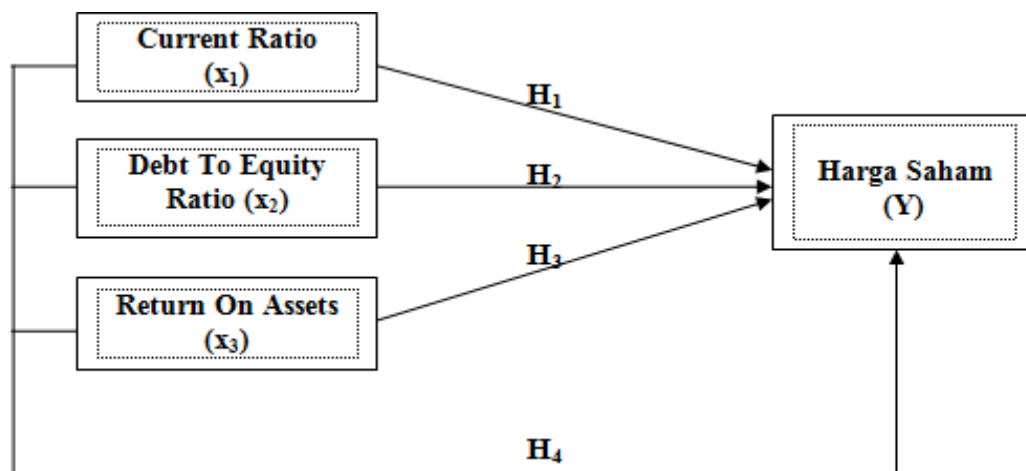 Current Ratio
(x₁)
H₁
Debt To Equity
Ratio (x₂)
H₂
Harga Saham
(Y)
H₃
Return On Assets
(x₃)
H₄